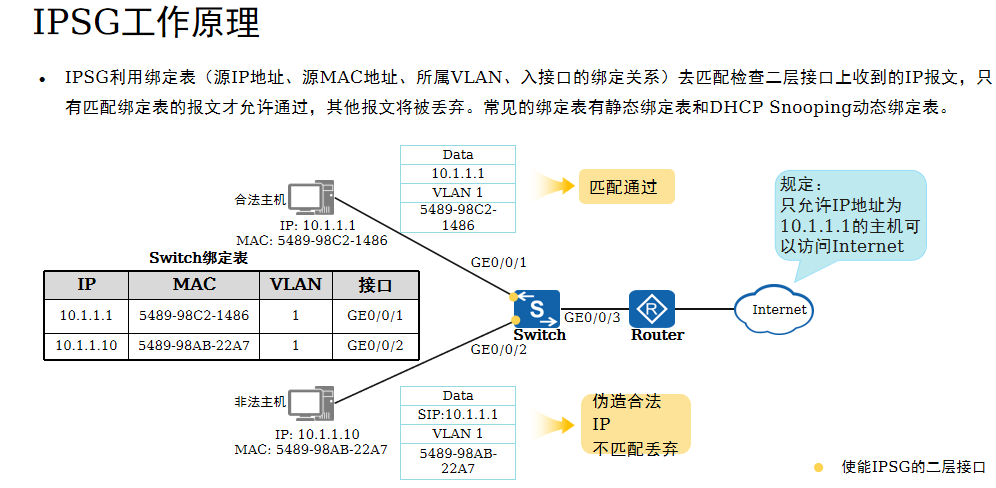 IPSG工作原理
• IPSG利用绑定表（源IP地址、源MAC地址、所属VLAN、入接口的绑定关系）去匹配检查二层接口上收到的IP报文，只
有匹配绑定表的报文才允许通过，其他报文将被丢弃。常见的绑定表有静态绑定表和DHCP Snooping动态绑定表。
合法主机
IP: 10.1.1.1
MAC: 5489-98C2-1486
Data
10.1.1.1
VLAN 1
5489-98C2-
1486
匹配通过
规定：
只允许IP地址为
10.1.1.1的主机可
以访问Internet
Switch绑定表
IP MAC VLAN 接口
10.1.1.1 5489-98C2-1486 1 GE0/0/1
10.1.1.10 5489-98AB-22A7 1 GE0/0/2
GE0/0/1
S
Switch
GE0/0/2
GE0/0/3
R
Router
Internet
非法主机
IP: 10.1.1.10
MAC: 5489-98AB-22A7
Data
SIP:10.1.1.1
VLAN 1
5489-98AB-
22A7
伪造合法
IP
不匹配丢弃
使能IPSG的二层接口